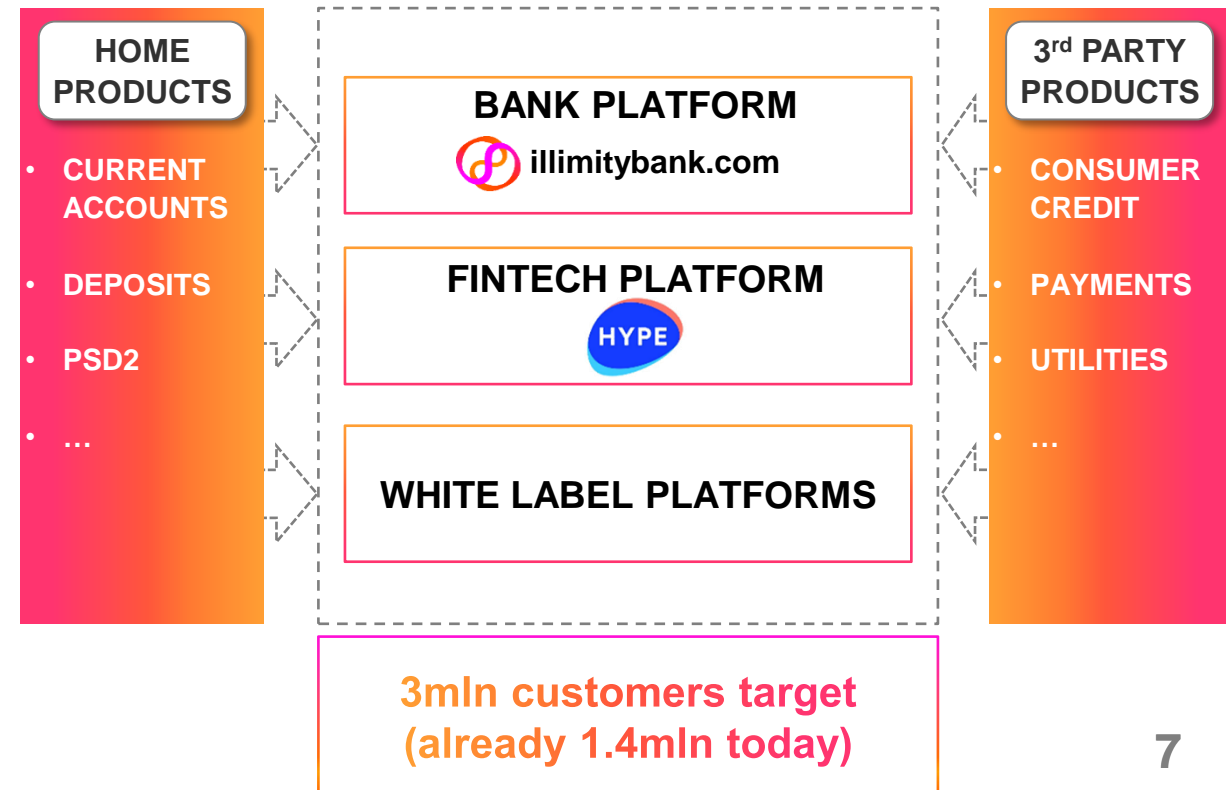 HOME
PRODUCTS
• CURRENT
ACCOUNTS
• DEPOSITS
• PSD2
• …
BANK PLATFORM
illimitybank.com
FINTECH PLATFORM
HYPE
WHITE LABEL PLATFORMS
3rd PARTY
PRODUCTS
• CONSUMER
CREDIT
• PAYMENTS
• UTILITIES
• …
3mln customers target
(already 1.4mln today)
7